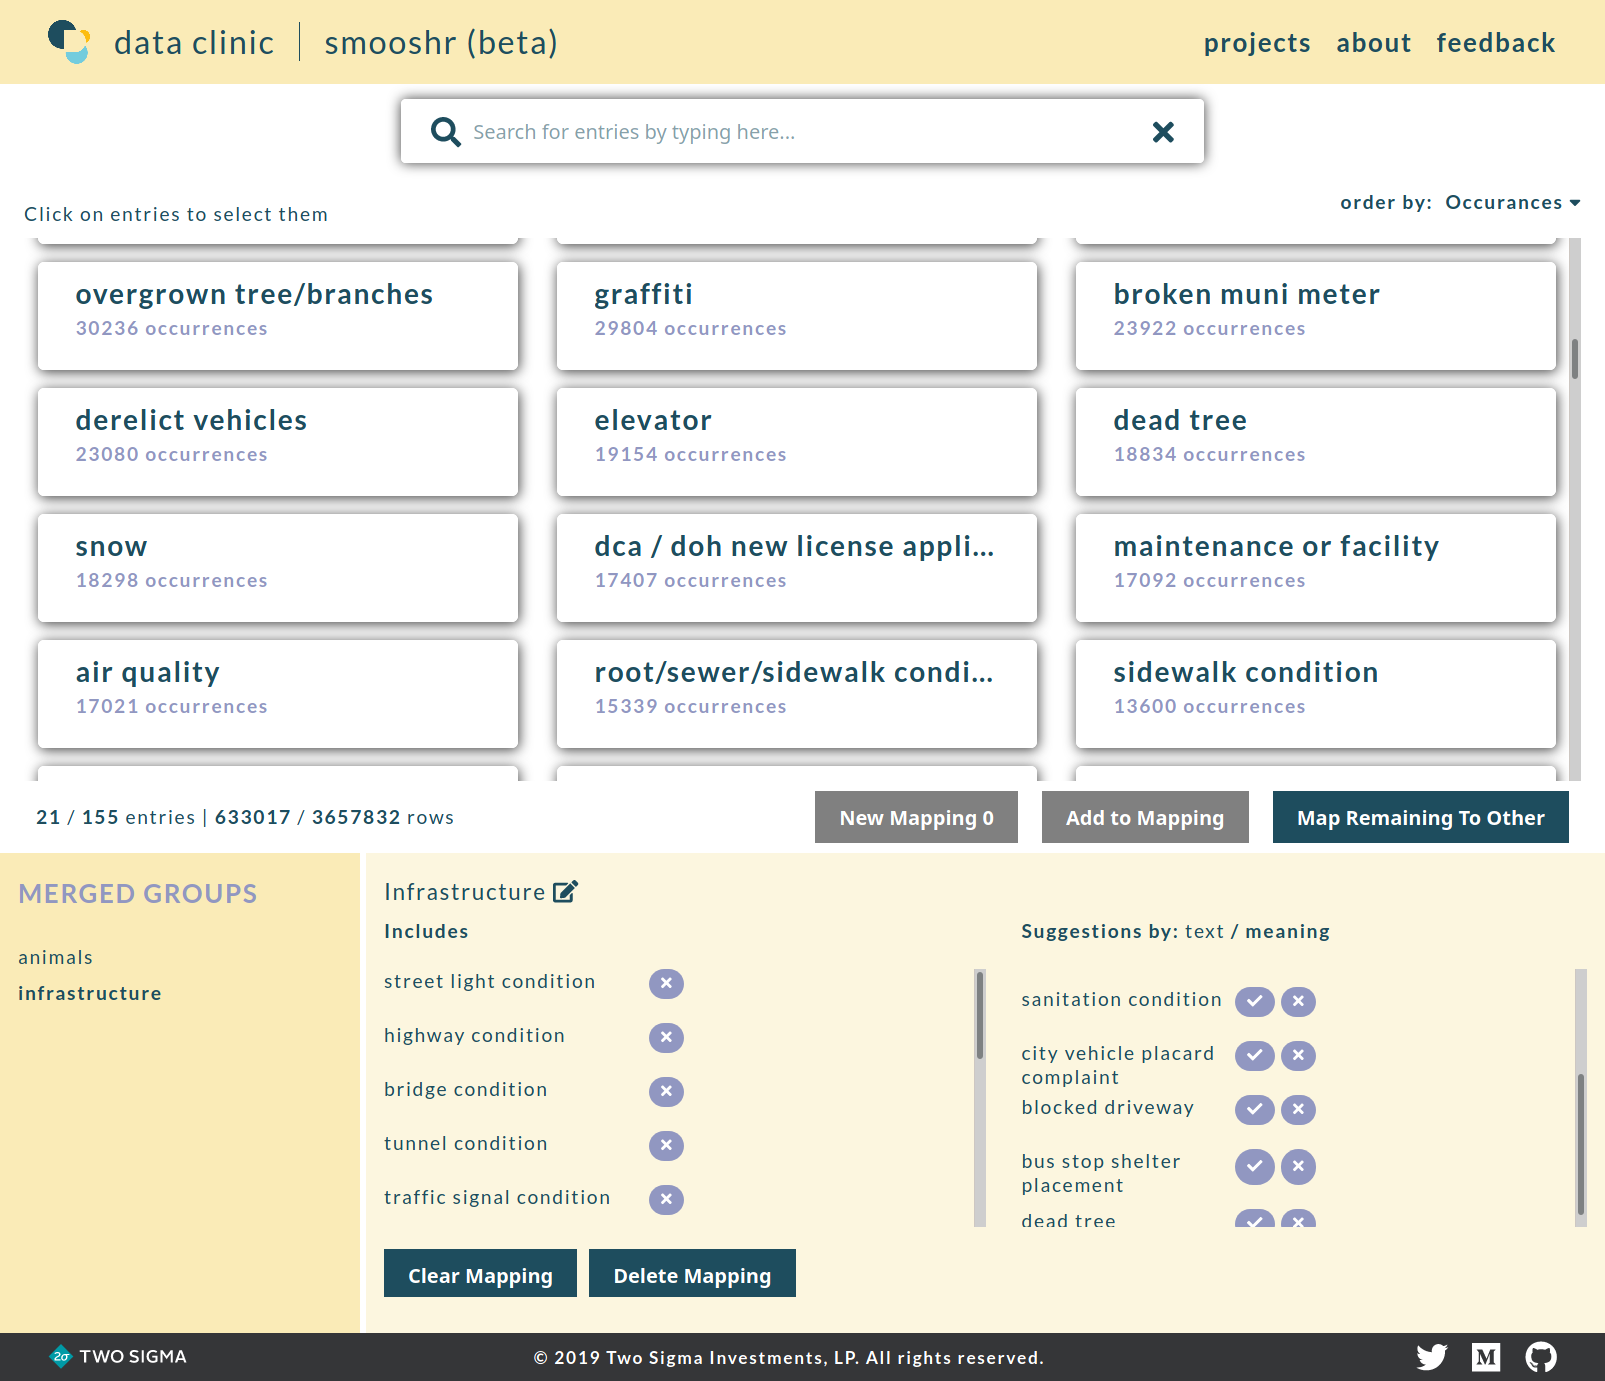 data clinic | smooshr (beta)
projects about feedback
Search for entries by typing here...
Click on entries to select them
order by: Occurances
overgrown tree/branches
30236 occurrences
graffiti
29804 occurrences
broken muni meter
23922 occurrences
derelict vehicles
23080 occurrences
elevator
19154 occurrences
dead tree
18834 occurrences
snow
18298 occurrences
dca / doh new license appli...
17407 occurrences
maintenance or facility
17092 occurrences
air quality
17021 occurrences
root/sewer/sidewalk condi...
15339 occurrences
sidewalk condition
13600 occurrences
21 / 155 entries | 633017 / 3657832 rows
New Mapping 0
Add to Mapping
Map Remaining To Other
MERGED GROUPS
animals
infrastructure
Infrastructure
Includes
street light condition
highway condition
bridge condition
tunnel condition
traffic signal condition
Suggestions by: text / meaning
sanitation condition
city vehicle placard
complaint
blocked driveway
bus stop shelter
placement
dead tree
Clear Mapping
Delete Mapping
2σ TWO SIGMA
© 2019 Two Sigma Investments, LP. All rights reserved.
M